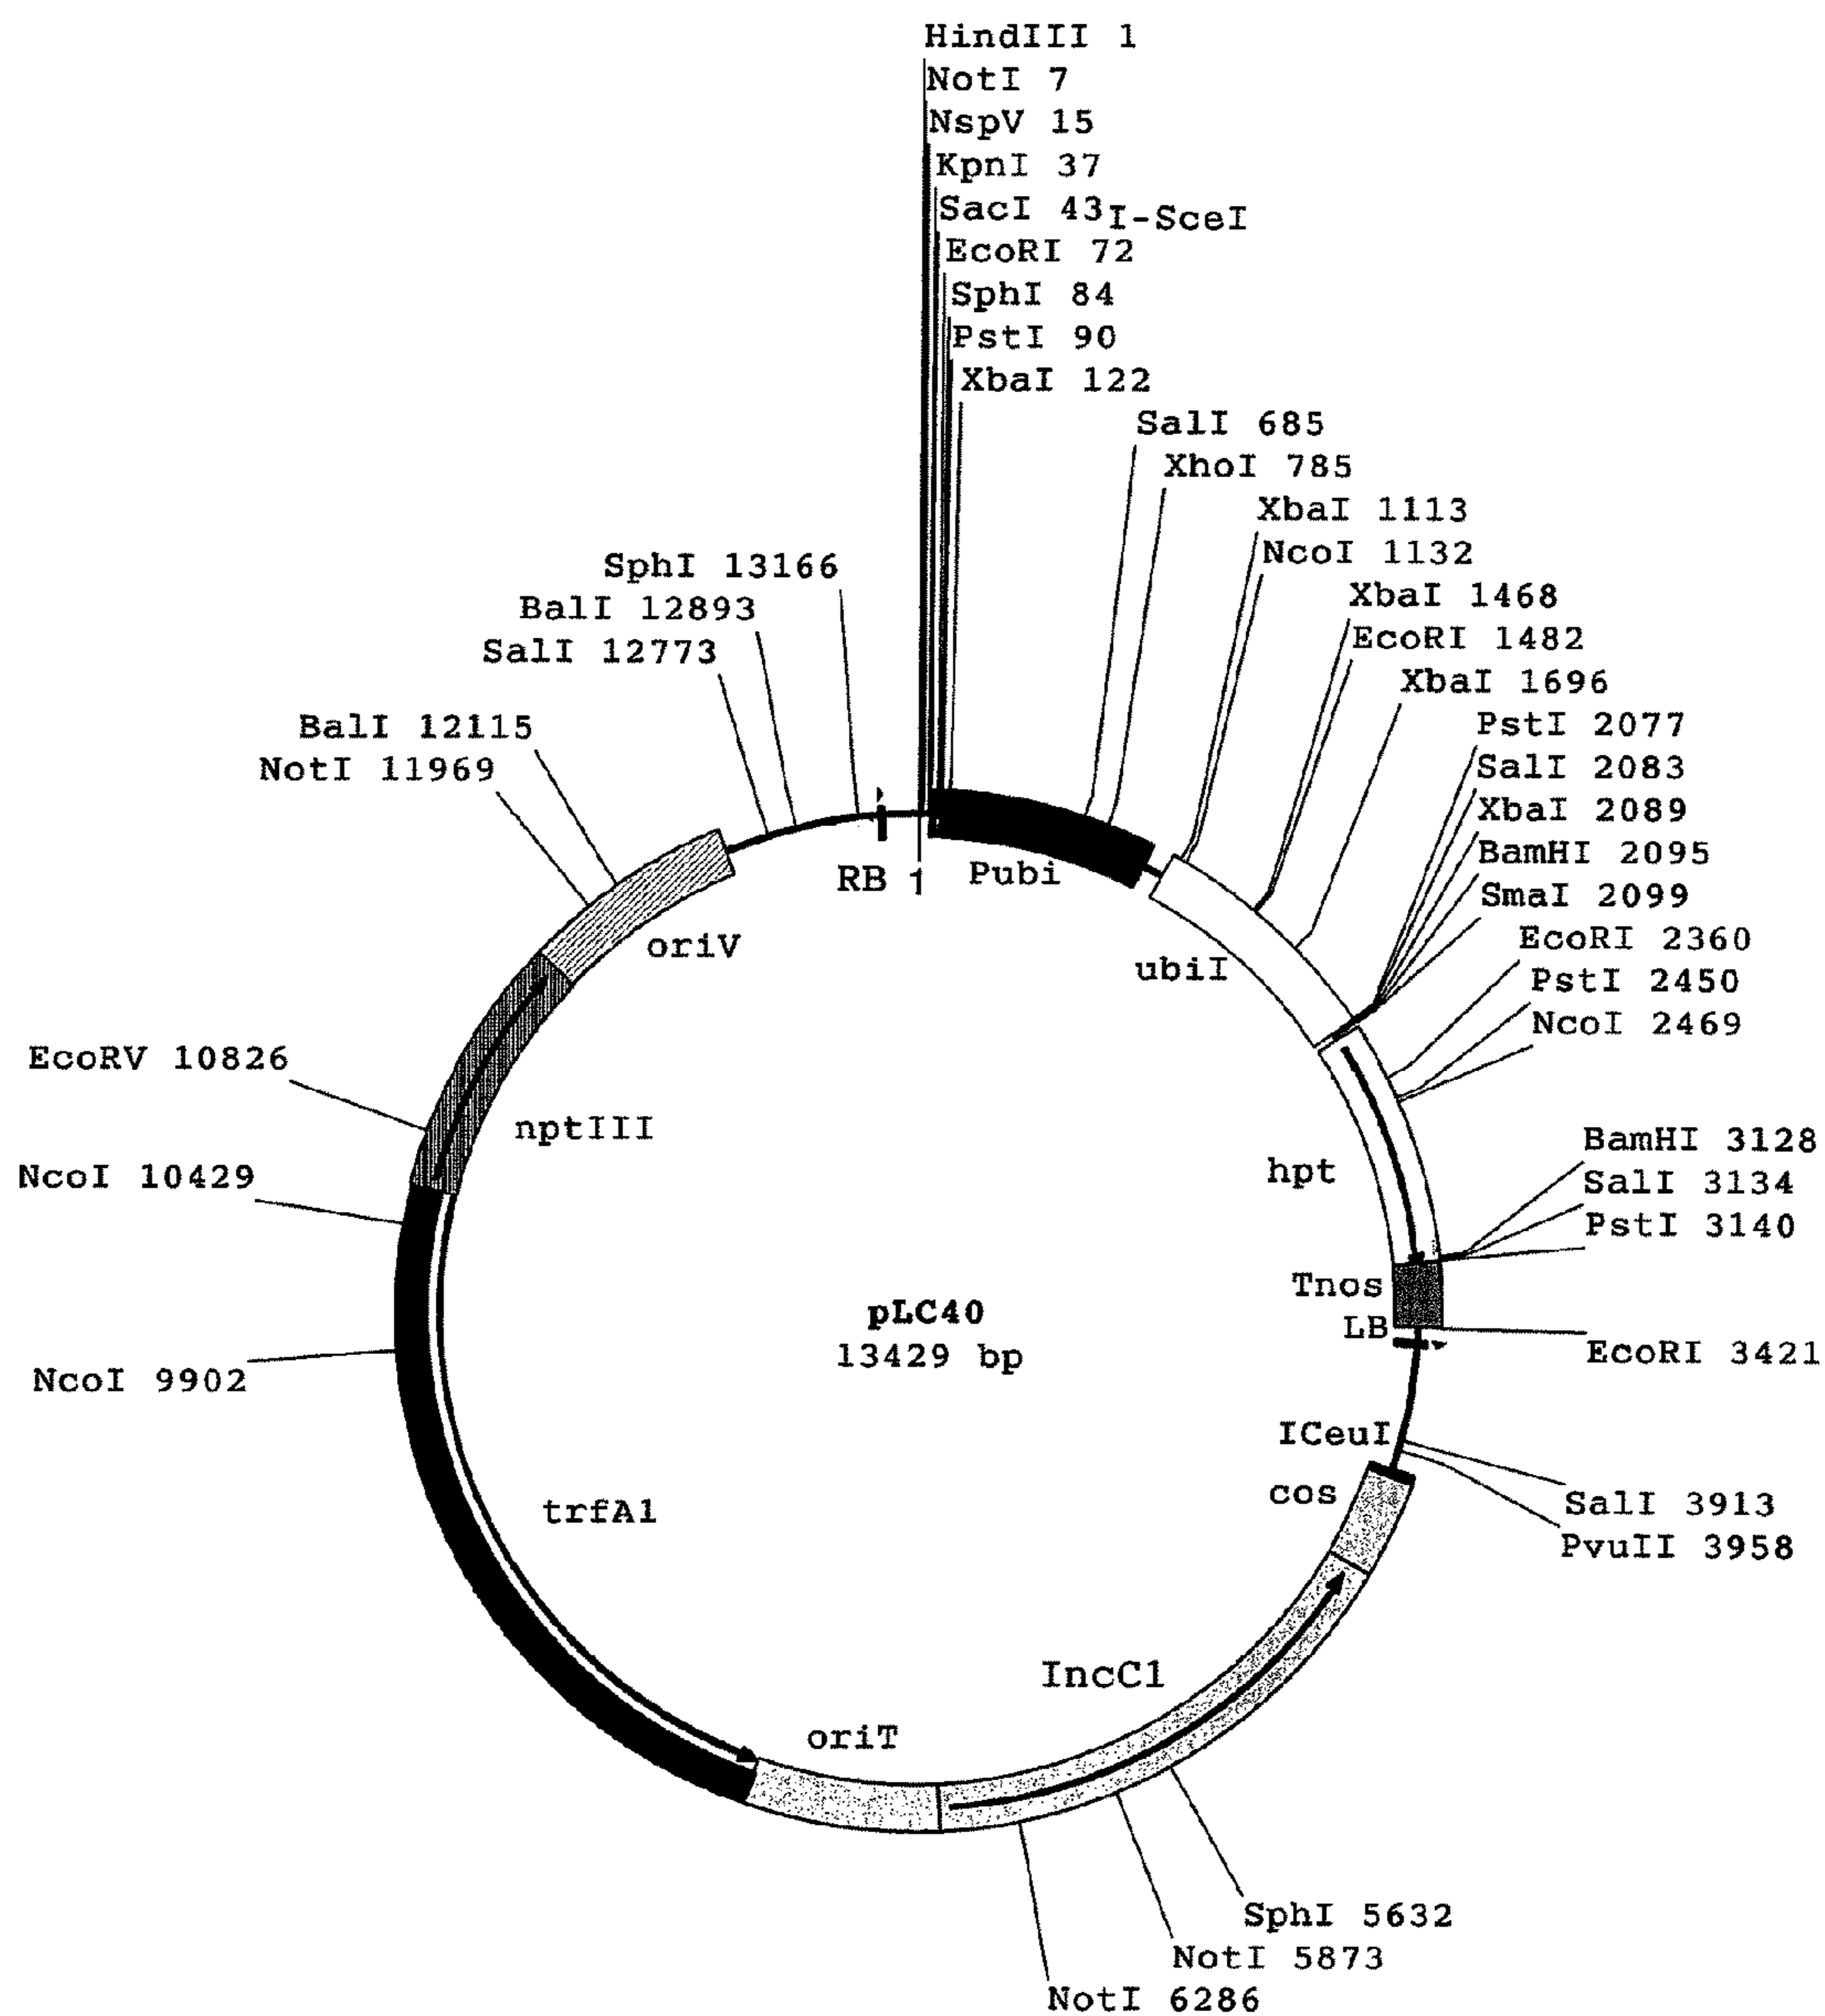 HindIII 1
NotI 7
NspV 15
KpnI 37
SacI 43
I-SceI
EcoRI 72
SphI 84
PstI 90
XbaI 122
SalI 685
XhoI 785
XbaI 1113
NcoI 1132
XbaI 1468
EcoRI 1482
XbaI 1696
PstI 2077
SalI 2083
XbaI 2089
BamHI 2095
SmaI 2099
EcoRI 2360
PstI 2450
NcoI 2469
BamHI 3128
SalI 3134
PstI 3140
EcoRI 3421
SalI 3913
PvuII 3958
SphI 5632
NotI 5873
NotI 6286
NcoI 9902
NcoI 10429
EcoRV 10826
NotI 11969
BalI 12115
SalI 12773
BalI 12893
SphI 13166
RB 1
Pubi
ubiI
hpt
Tnos
LB
ICeuI
cos
IncC1
oriT
trfA1
nptIII
oriV
pLC40
13429 bp